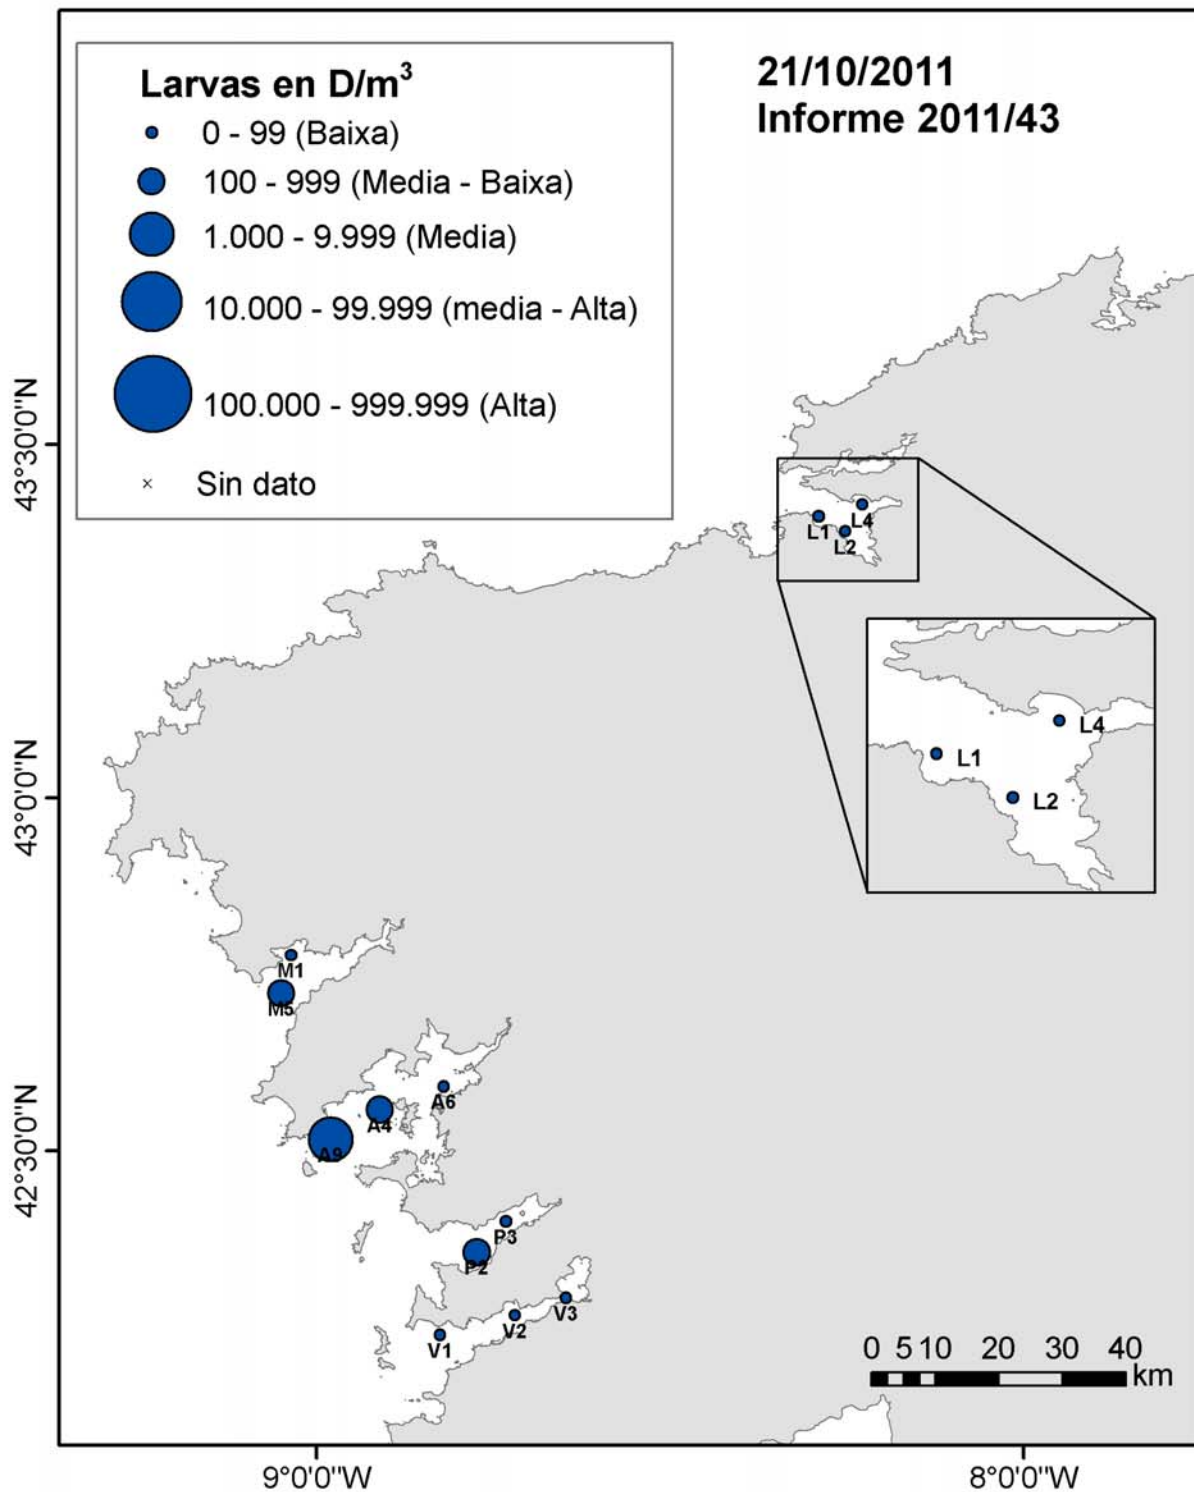 Larvas en D/m³
0 - 99 (Baixa)
100 - 999 (Media - Baixa)
1.000 - 9.999 (Media)
10.000 - 99.999 (media - Alta)
100.000 - 999.999 (Alta)
× Sin dato
21/10/2011
Informe 2011/43
43°30'0"N
43°0'0"N
42°30'0"N
L4
L1
L2
L4
L1
L2
M1
M5
A6
A4
A9
P3
P2
V3
V2
V1
0 5 10 20 30 40
km
9°0'0"W
8°0'0"W